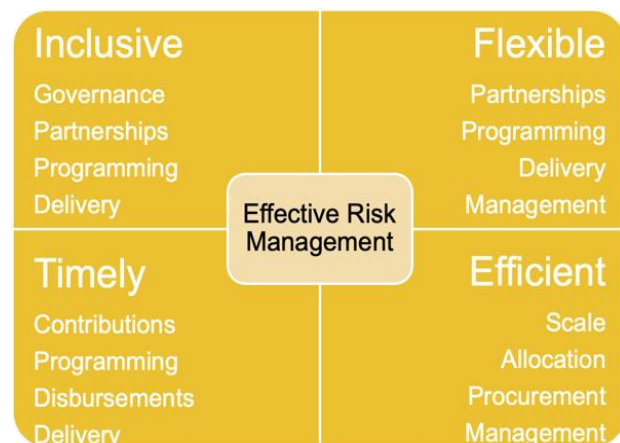 Inclusive
Governance
Partnerships
Programming
Delivery
Flexible
Partnerships
Programming
Delivery
Management
Effective Risk
Management
Timely
Contributions
Programming
Disbursements
Delivery
Efficient
Scale
Allocation
Procurement
Management